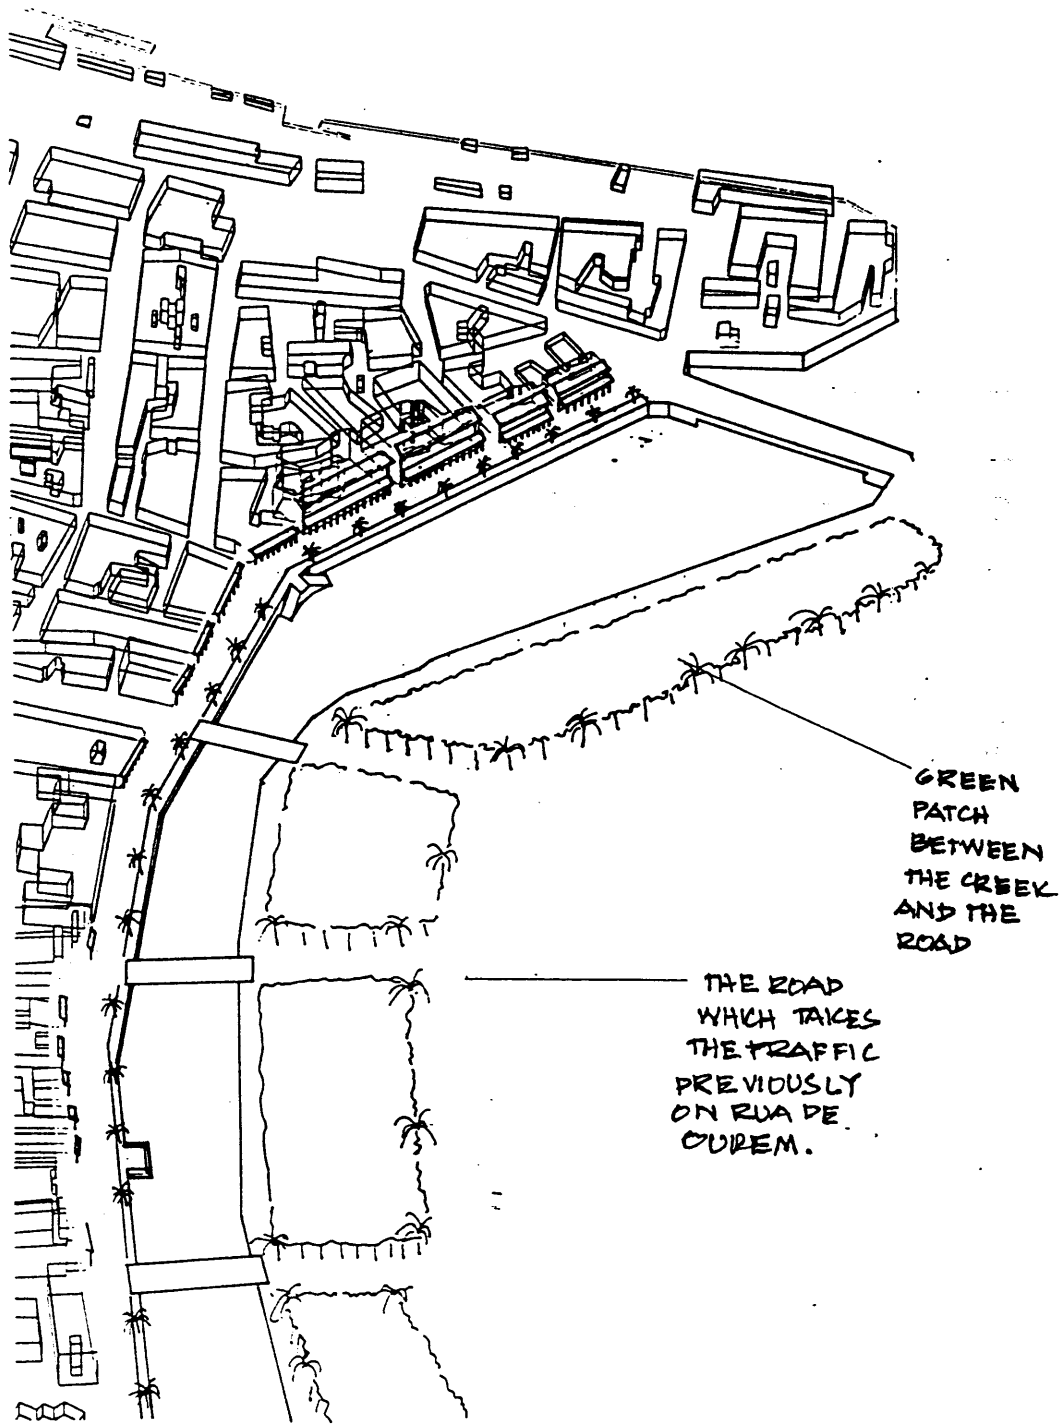 GREEN
PATCH
BETWEEN
THE CREEK
AND THE
ROAD
THE ROAD
WHICH TAKES
THE TRAFFIC
PREVIOUSLY
ON RUA DE
OUREM.